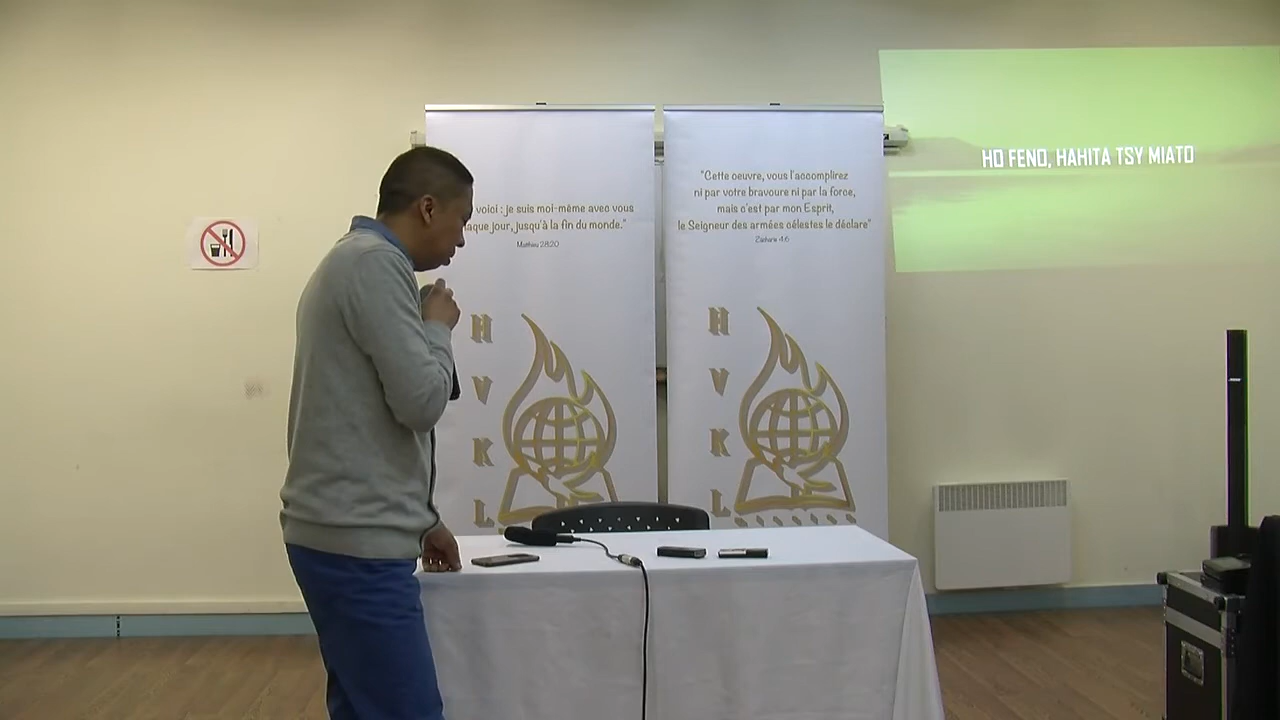 voici : je suis moi-même avec vous
aque jour, jusqu'à la fin du monde."
Matthieu 28:20
H
V
K
L
"Cette oeuvre, vous l'accomplirez
ni par votre bravoure ni par la force,
mais c'est par mon Esprit,
le Seigneur des armées célestes le déclare"
Zacharie 4:6
H
V
K
L
HO FENO, HAHITA TSY MIATO